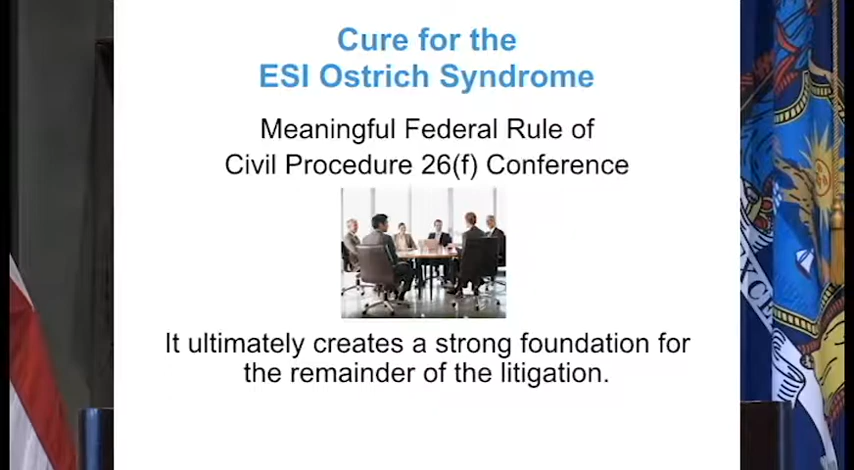 Cure for the
ESI Ostrich Syndrome
Meaningful Federal Rule of
Civil Procedure 26(f) Conference
It ultimately creates a strong foundation for
the remainder of the litigation.
EXCE